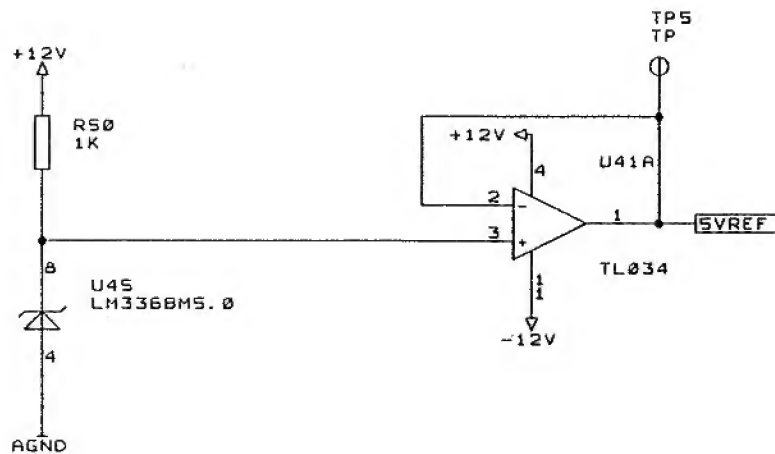 TP5
TP
+12V
R50
1K
+12V
4
U41A
2
-
3
+
1
5VREF
TL034
8
U45
LM336BM5.0
11
4
-12V
AGND